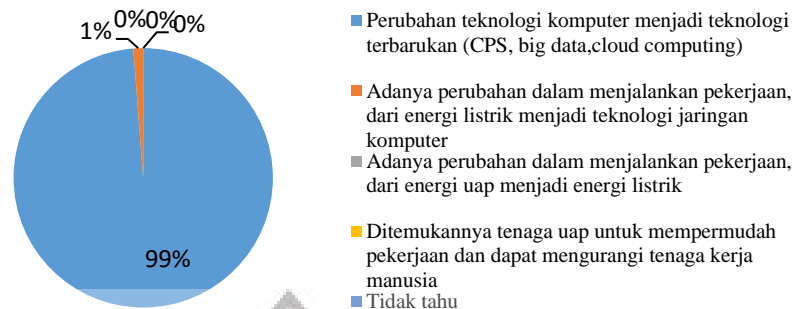 1%
0%
0%
0%
99%
Perubahan teknologi komputer menjadi teknologi
terbarukan (CPS, big data,cloud computing)
Adanya perubahan dalam menjalankan pekerjaan,
dari energi listrik menjadi teknologi jaringan
komputer
Adanya perubahan dalam menjalankan pekerjaan,
dari energi uap menjadi energi listrik
Ditemukannya tenaga uap untuk mempermudah
pekerjaan dan dapat mengurangi tenaga kerja
manusia
Tidak tahu